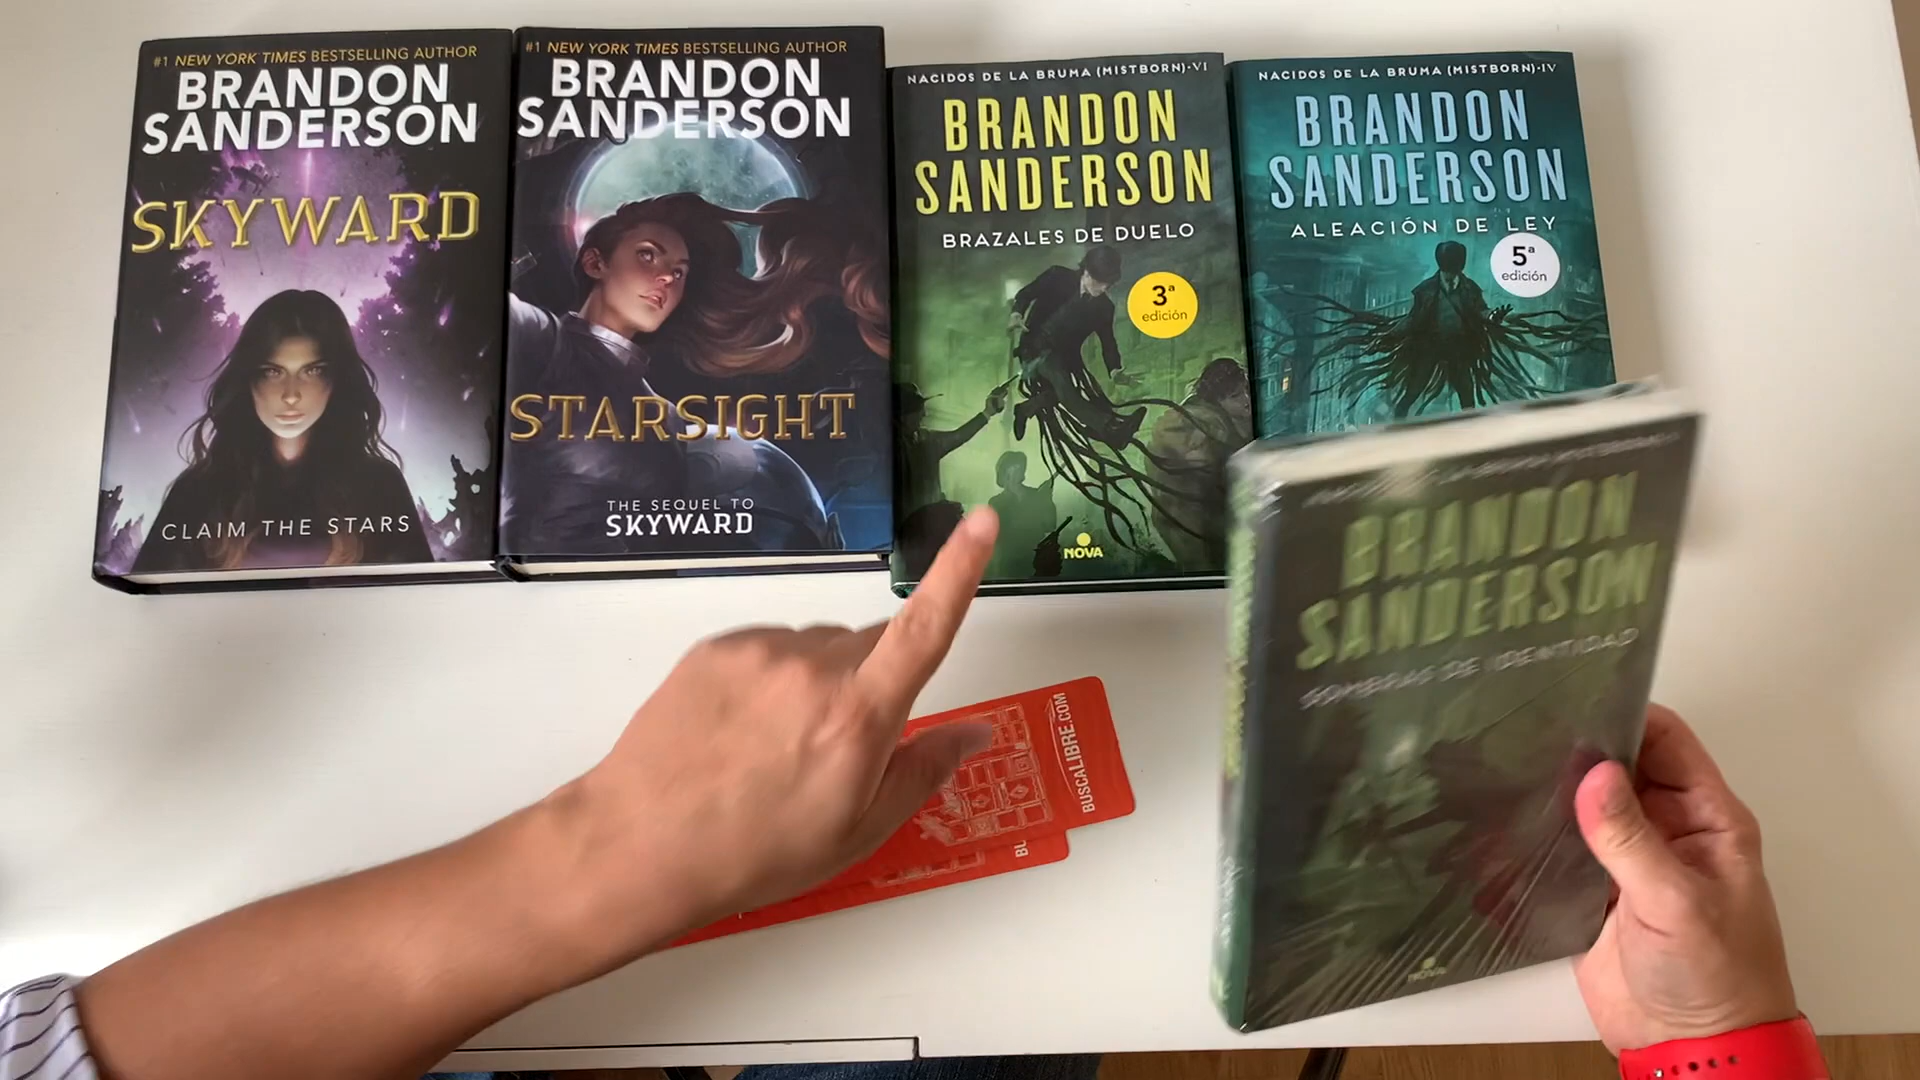 #1 NEW YORK TIMES BESTSELLING AUTHOR
BRANDON
SANDERSON
SKYWARD
CLAIM THE STARS
#1 NEW YORK TIMES BESTSELLING AUTHOR
BRANDON
SANDERSON
STARSIGHT
THE SEQUEL TO
SKYWARD
NACIDOS DE LA BRUMA (MISTBORN)-VI
BRANDON
SANDERSON
BRAZALES DE DUELO
3ª
edición
NOVA
NACIDOS DE LA BRUMA (MISTBORN)-IV
BRANDON
SANDERSON
ALEACIÓN DE LEY
5ª
edición
BRANDON
SANDERSON
SOMBRAS DE IDENTIDAD
NOVA
BUSCALIBRE.COM
BU